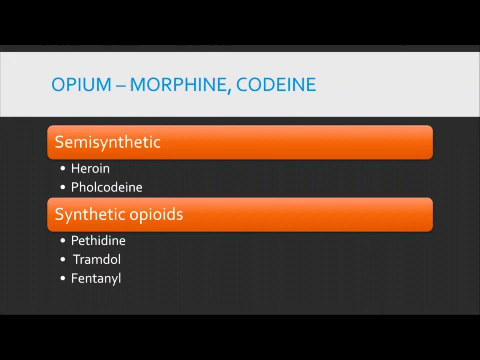 OPIUM – MORPHINE, CODEINE
Semisynthetic
• Heroin
• Pholcodeine
Synthetic opioids
• Pethidine
• Tramdol
• Fentanyl